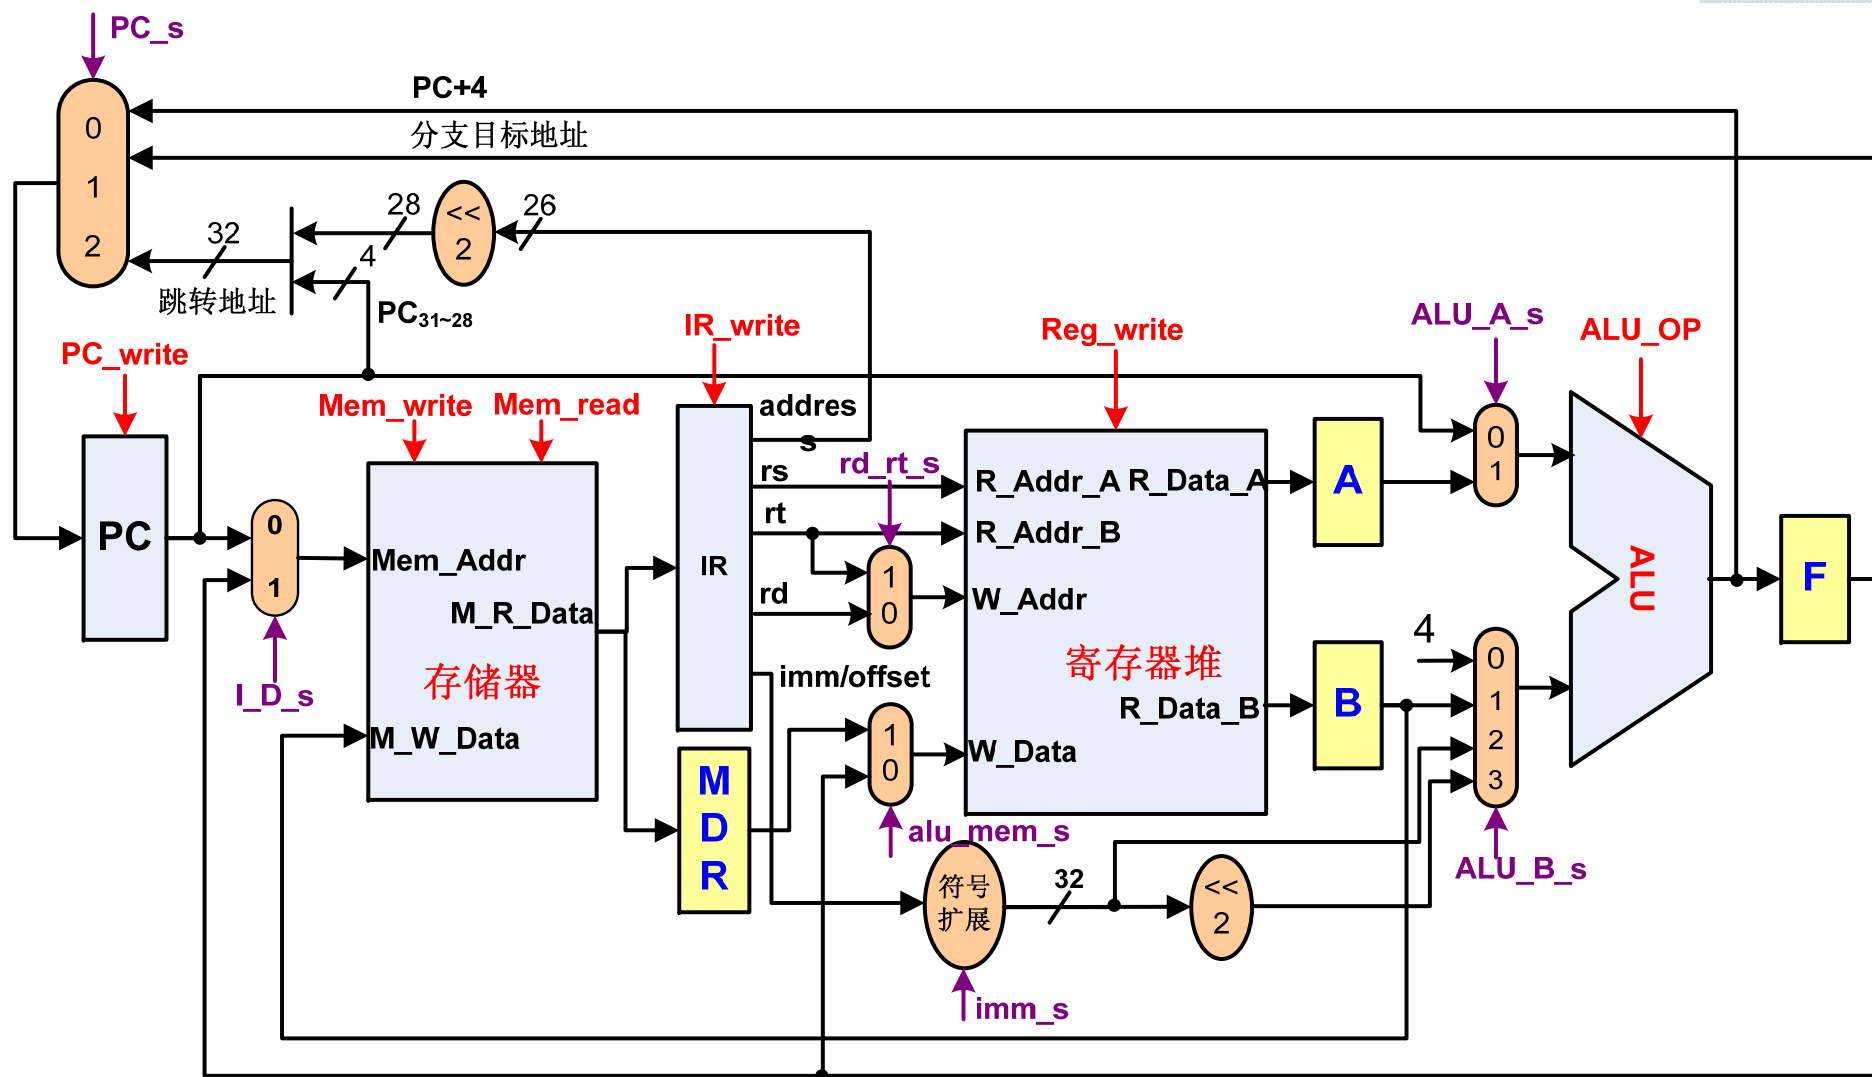 PC_s
PC+4
0
分支目标地址
1
2
28
<<
2
26
32
4
跳转地址
PC31~28
PC_write
Mem_write
Mem_read
IR_write
Reg_write
ALU_A_s
ALU_OP
addres
s
rs
rd_rt_s
rt
rd
imm/offset
PC
0
1
I_D_s
Mem_Addr
M_R_Data
存储器
M_W_Data
IR
M
D
R
1
0
1
0
alu_mem_s
R_Addr_A
R_Data_A
R_Addr_B
W_Addr
寄存器堆
R_Data_B
W_Data
A
B
0
1
4
0
1
2
3
ALU_B_s
ALU
F
符号
扩展
32
<<
2
imm_s